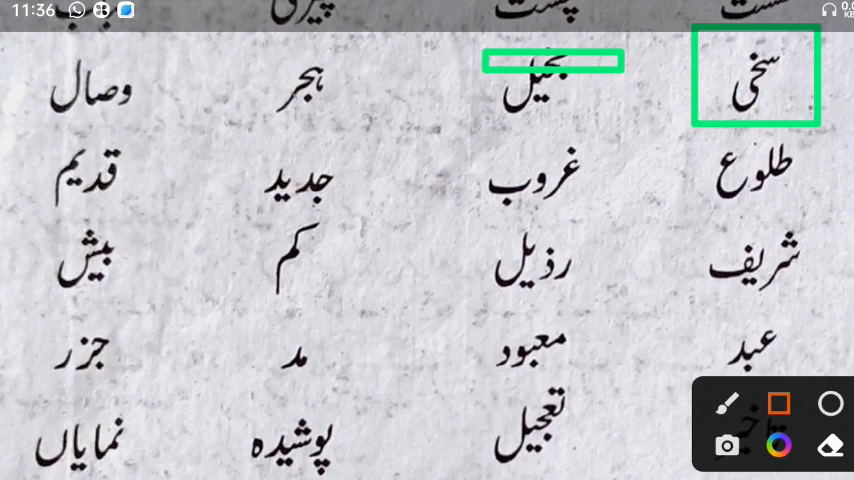 11:36
سخی بخیل ہجر وصال
طلوع غروب جدید قدیم
شریف رذیل کم بیش
عبد معبود مد جزر
تعجیل پوشیدہ نمایاں